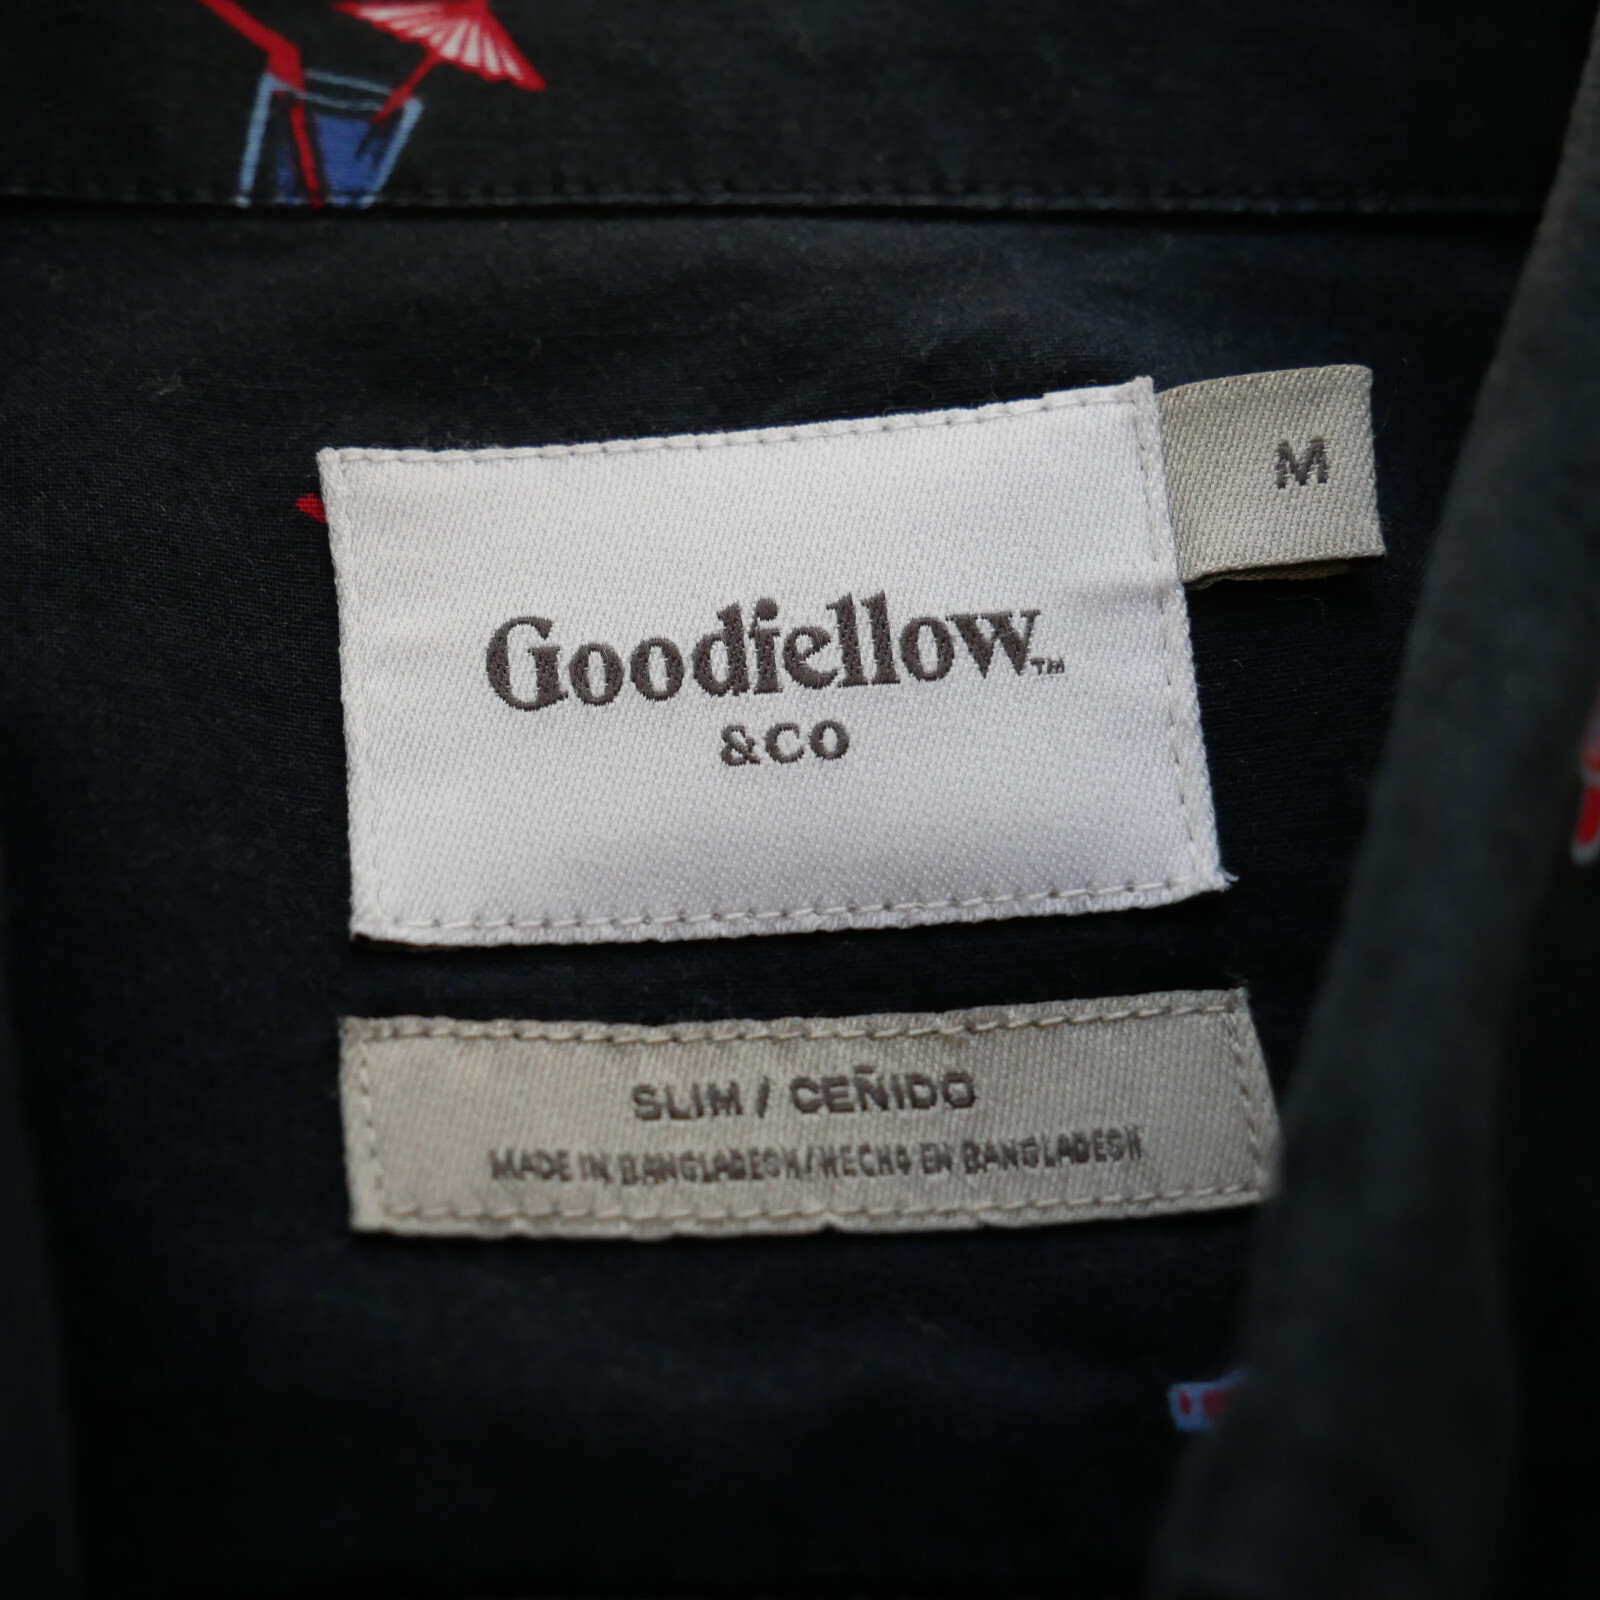 M
Goodfellow™
&CO
SLIM / CEÑIDO
MADE IN BANGLADESH/HECHO EN BANGLADESH